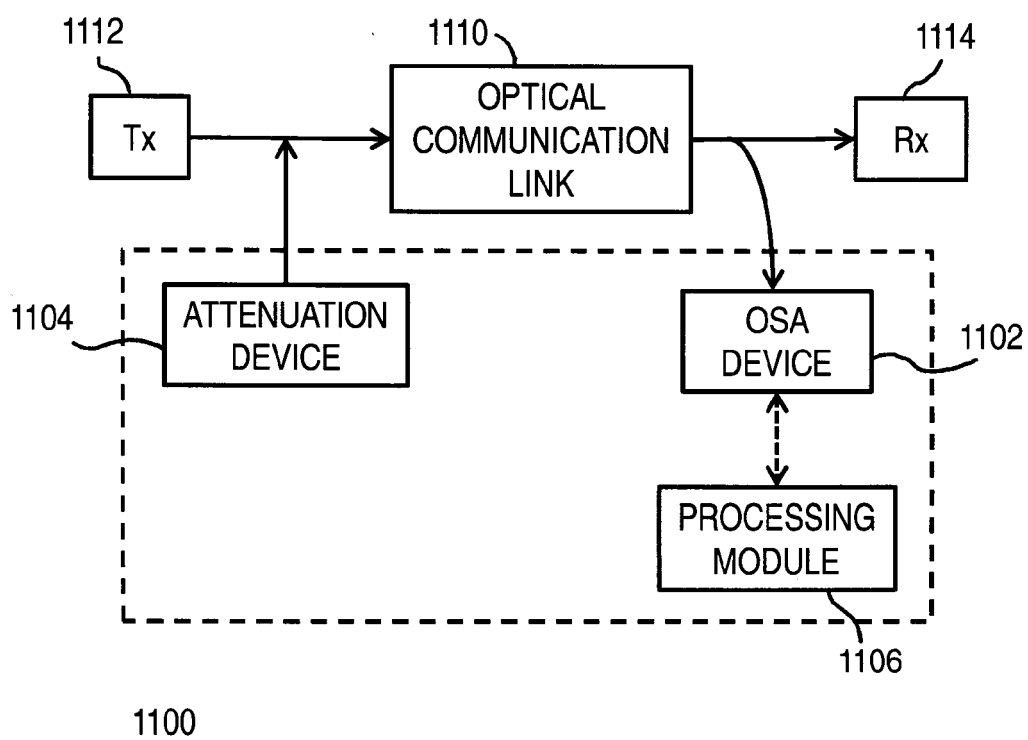 1112
1110
1114
Tx
OPTICAL
COMMUNICATION
LINK
Rx
1104
ATTENUATION
DEVICE
OSA
DEVICE
1102
PROCESSING
MODULE
1106
1100